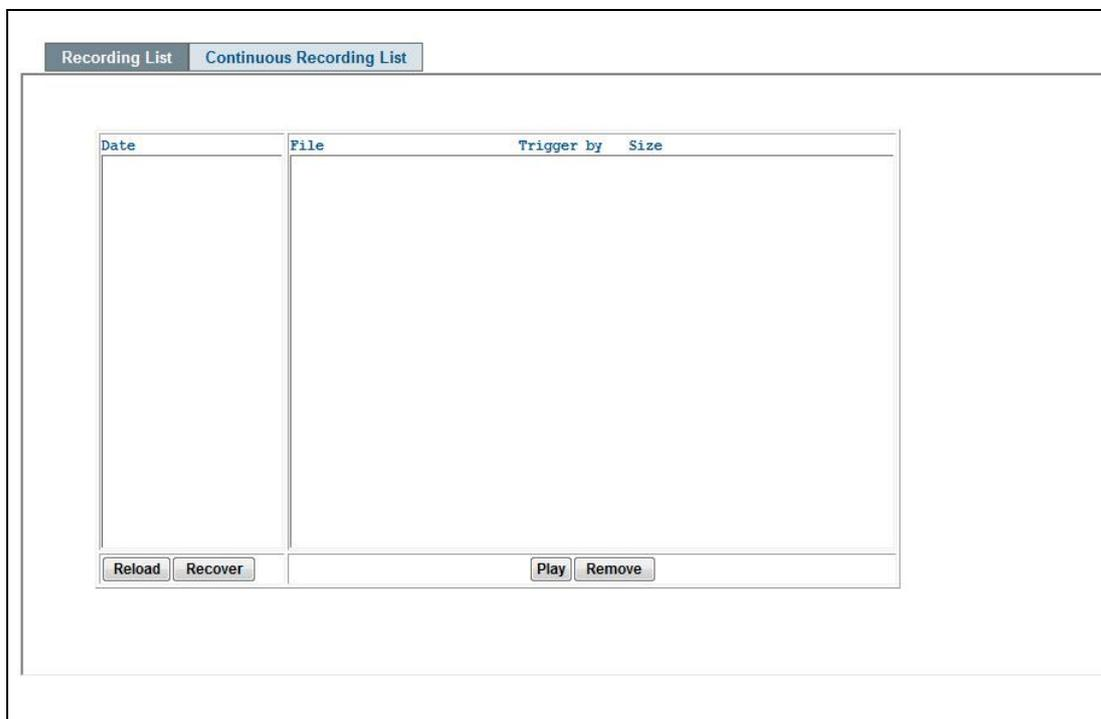 Recording List Continuous Recording List
Date File Trigger by Size
Reload Recover Play Remove